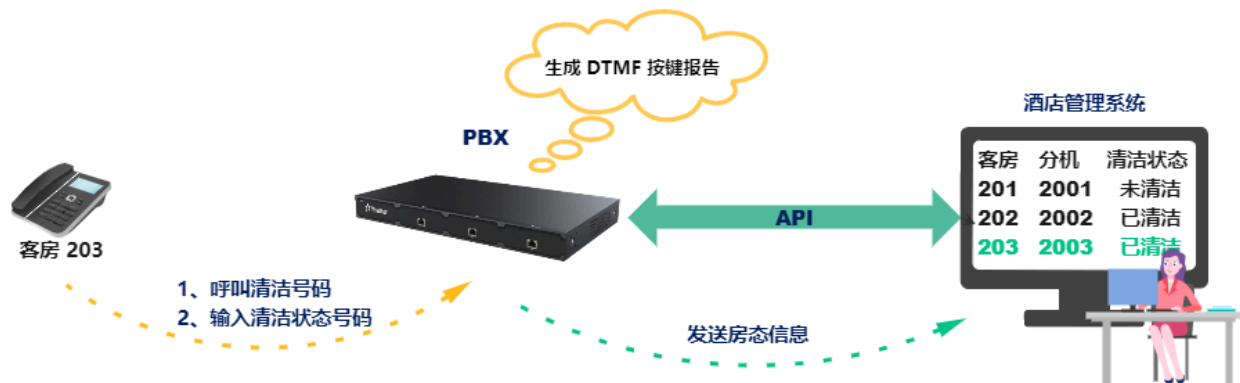 生成 DTMF 按键报告
酒店管理系统
PBX
客房 分机 清洁状态
201 2001 未清洁
202 2002 已清洁
203 2003 已清洁
API
客房 203
1、呼叫清洁号码
2、输入清洁状态号码
发送房态信息